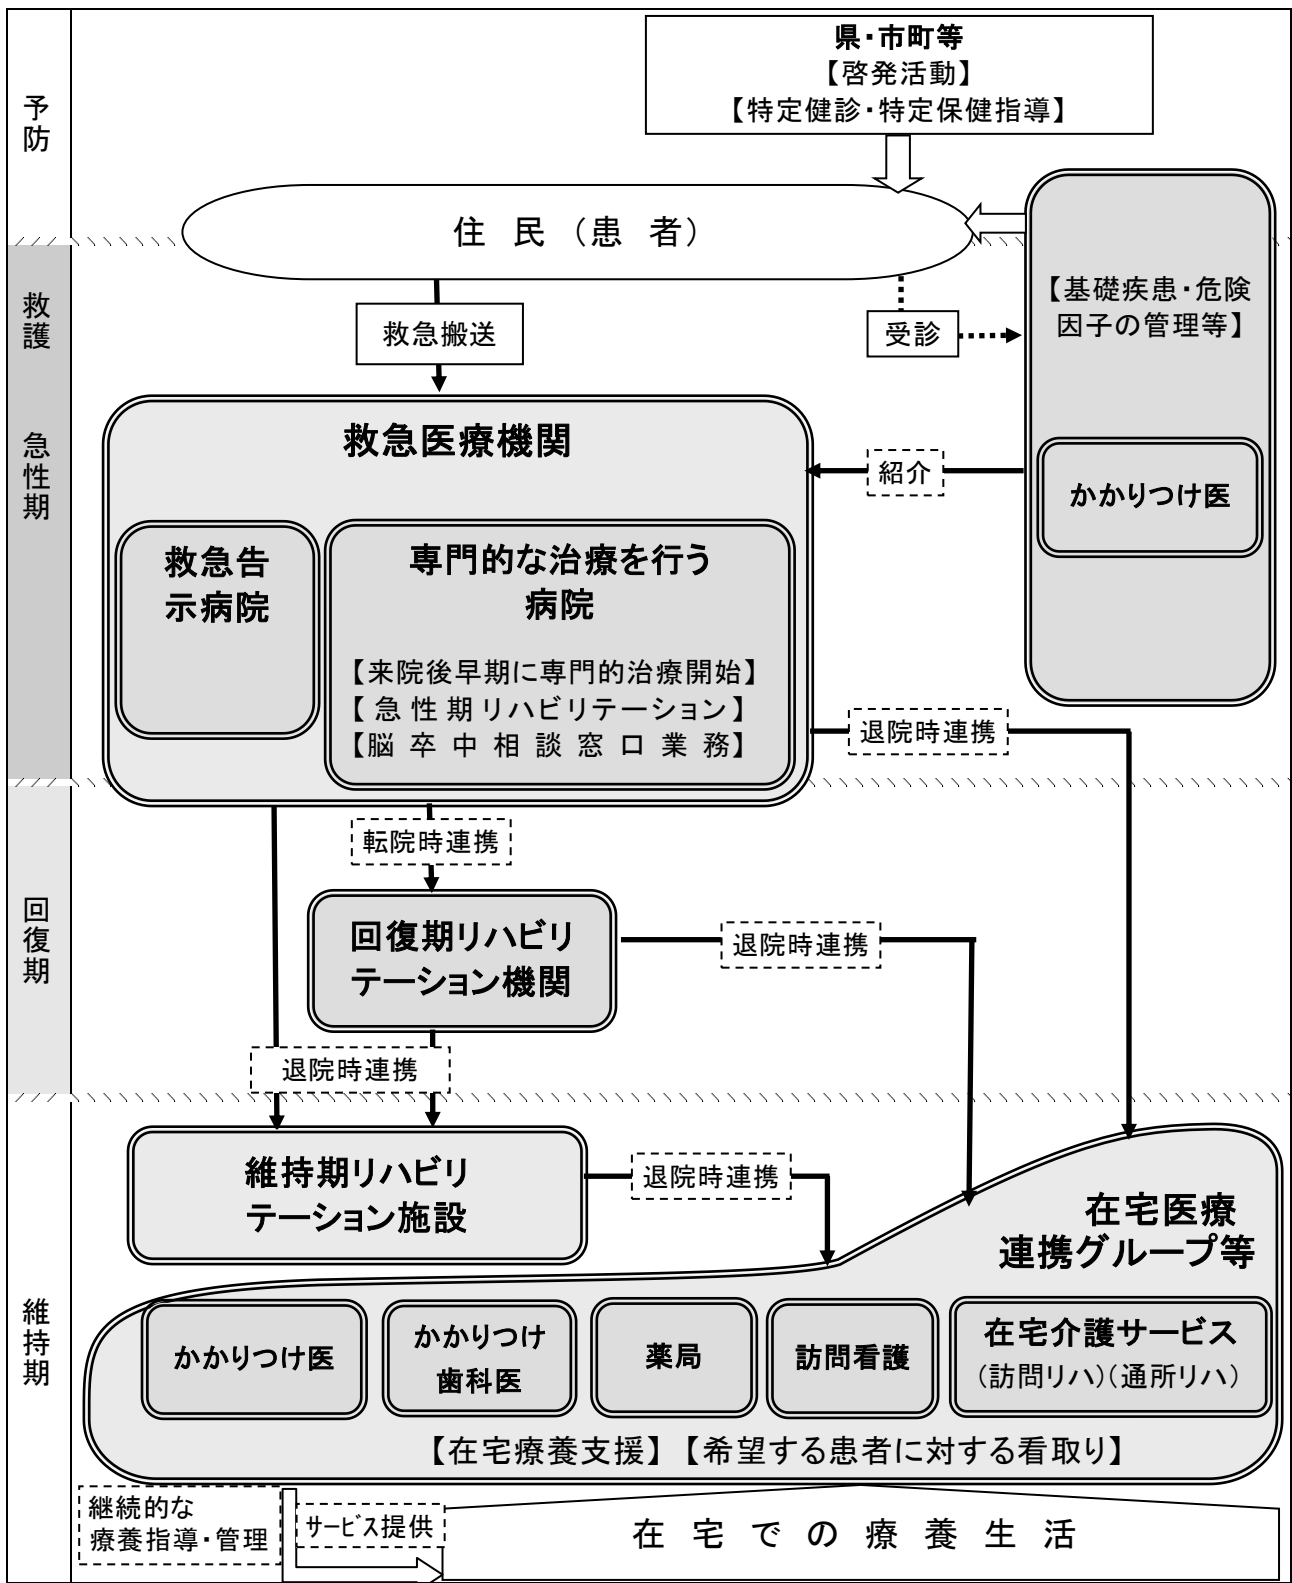 予防
県・市町等
【啓発活動】
【特定健診・特定保健指導】
住民（患者）
救護
急性期
救急搬送
受診
【基礎疾患・危険
因子の管理等】
かかりつけ医
紹介
救急医療機関
救急告
示病院
専門的な治療を行う
病院
【来院後早期に専門的治療開始】
【急性期リハビリテーション】
【脳卒中相談窓口業務】
退院時連携
回復期
転院時連携
回復期リハビリ
テーション機関
退院時連携
退院時連携
維持期
維持期リハビリ
テーション施設
退院時連携
在宅医療
連携グループ等
かかりつけ医
かかりつけ
歯科医
薬局
訪問看護
在宅介護サービス
（訪問リハ）（通所リハ）
【在宅療養支援】【希望する患者に対する看取り】
継続的な
療養指導・管理
サービス提供
在宅での療養生活